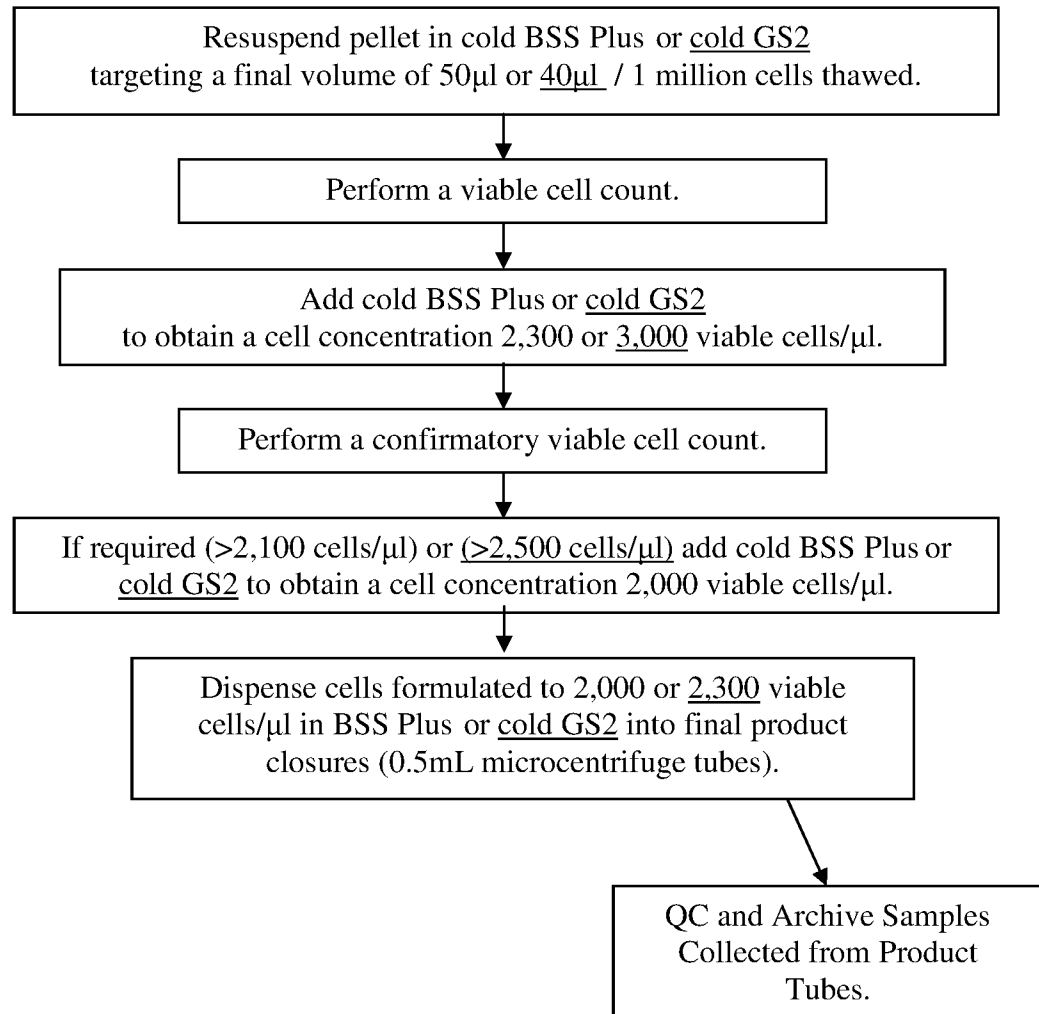 Resuspend pellet in cold BSS Plus or cold GS2
targeting a final volume of 50μl or 40μl / 1 million cells thawed.
Perform a viable cell count.
Add cold BSS Plus or cold GS2
to obtain a cell concentration 2,300 or 3,000 viable cells/μl.
Perform a confirmatory viable cell count.
If required (>2,100 cells/μl) or (>2,500 cells/μl) add cold BSS Plus or
cold GS2 to obtain a cell concentration 2,000 viable cells/μl.
Dispense cells formulated to 2,000 or 2,300 viable
cells/μl in BSS Plus or cold GS2 into final product
closures (0.5mL microcentrifuge tubes).
QC and Archive Samples
Collected from Product
Tubes.